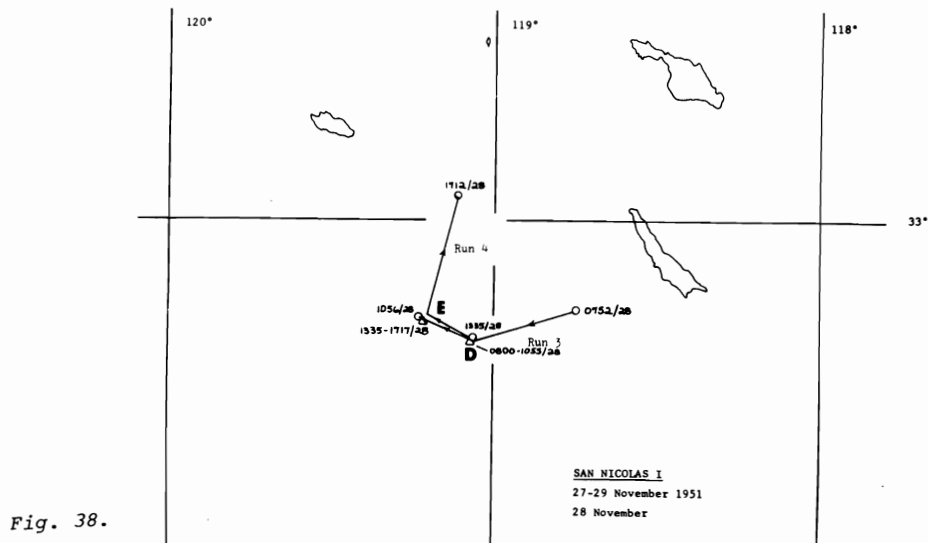 120°
119°
118°
1712/28
33°
Run 4
1056/28
E
0752/28
1335/28
1335-1717/28
Run 3
D
0800-1055/28
SAN NICOLAS I
27-29 November 1951
28 November
Fig. 38.